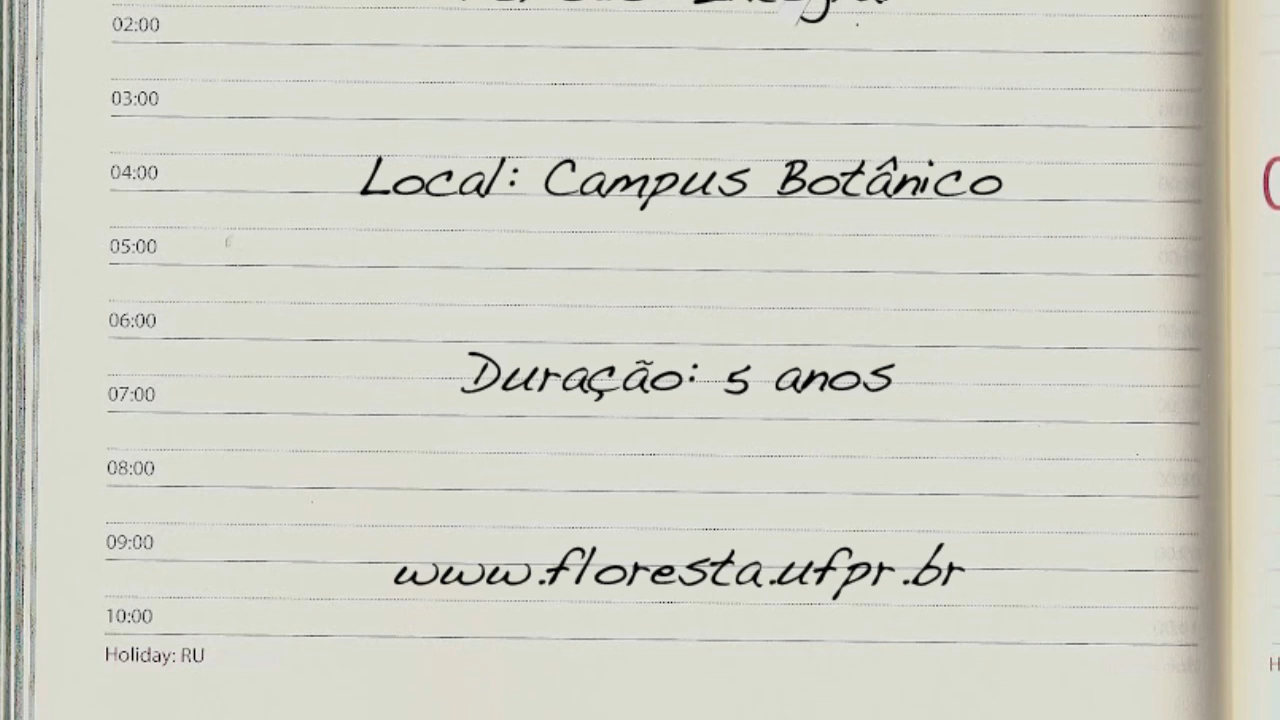 02:00
03:00
04:00
Local: Campus Botânico
05:00
06:00
Duração: 5 anos
07:00
08:00
09:00
www.floresta.ufpr.br
10:00
Holiday: RU